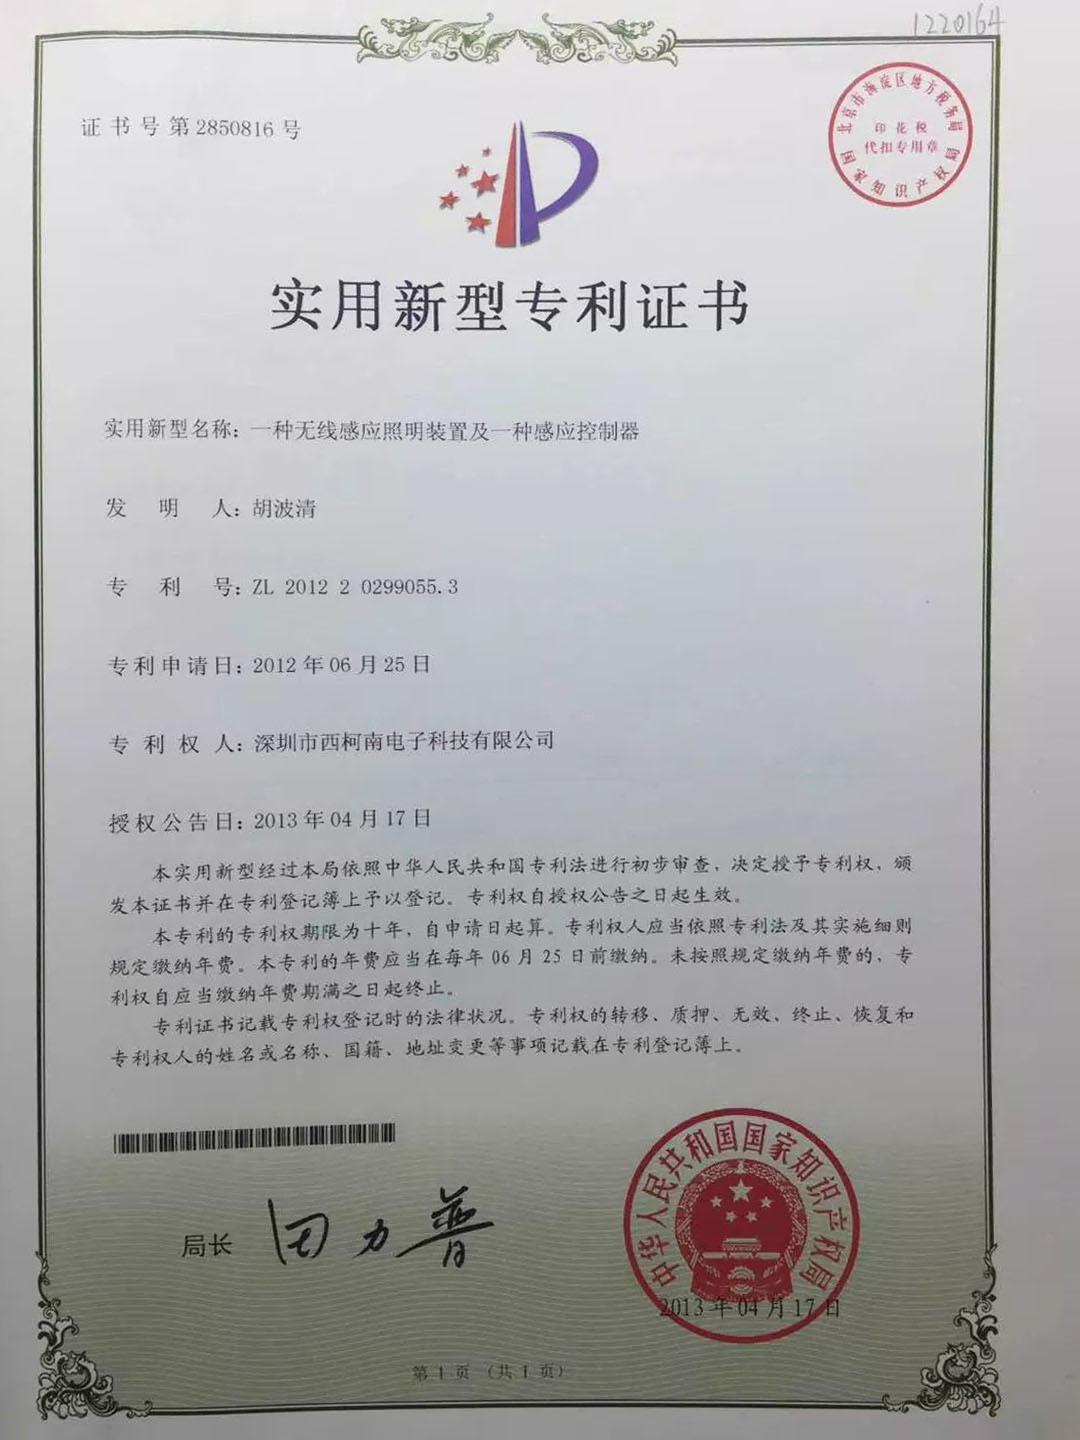 1220164
证书号第2850816号
北京市海淀区地方税务局
印花税
代扣专用章
国家知识产权局
实用新型专利证书
实用新型名称：一种无线感应照明装置及一种感应控制器
发明人：胡波清
专利号：ZL 2012 2 0299055.3
专利申请日：2012年06月25日
专利权人：深圳市西柯南电子科技有限公司
授权公告日：2013年04月17日
本实用新型经过本局依照中华人民共和国专利法进行初步审查，决定授予专利权，颁
发本证书并在专利登记簿上予以登记。专利权自授权公告之日起生效。
本专利的专利权期限为十年，自申请日起算。专利权人应当依照专利法及其实施细则
规定缴纳年费。本专利的年费应当在每年06月25日前缴纳。未按照规定缴纳年费的，专
利权自应当缴纳年费期满之日起终止。
专利证书记载专利权登记时的法律状况。专利权的转移、质押、无效、终止、恢复和
专利权人的姓名或名称、国籍、地址变更等事项记载在专利登记簿上。
局长 田力普
中华人民共和国国家知识产权局
2013年04月17日
第1页（共1页）